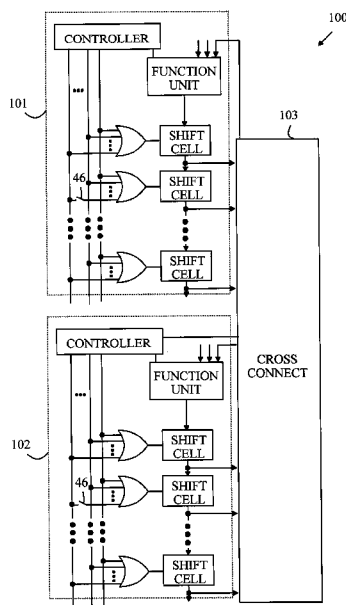 100
CONTROLLER
FUNCTION
UNIT
101
103
SHIFT
CELL
46
SHIFT
CELL
SHIFT
CELL
CROSS
CONNECT
CONTROLLER
FUNCTION
UNIT
102
SHIFT
CELL
46
SHIFT
CELL
SHIFT
CELL